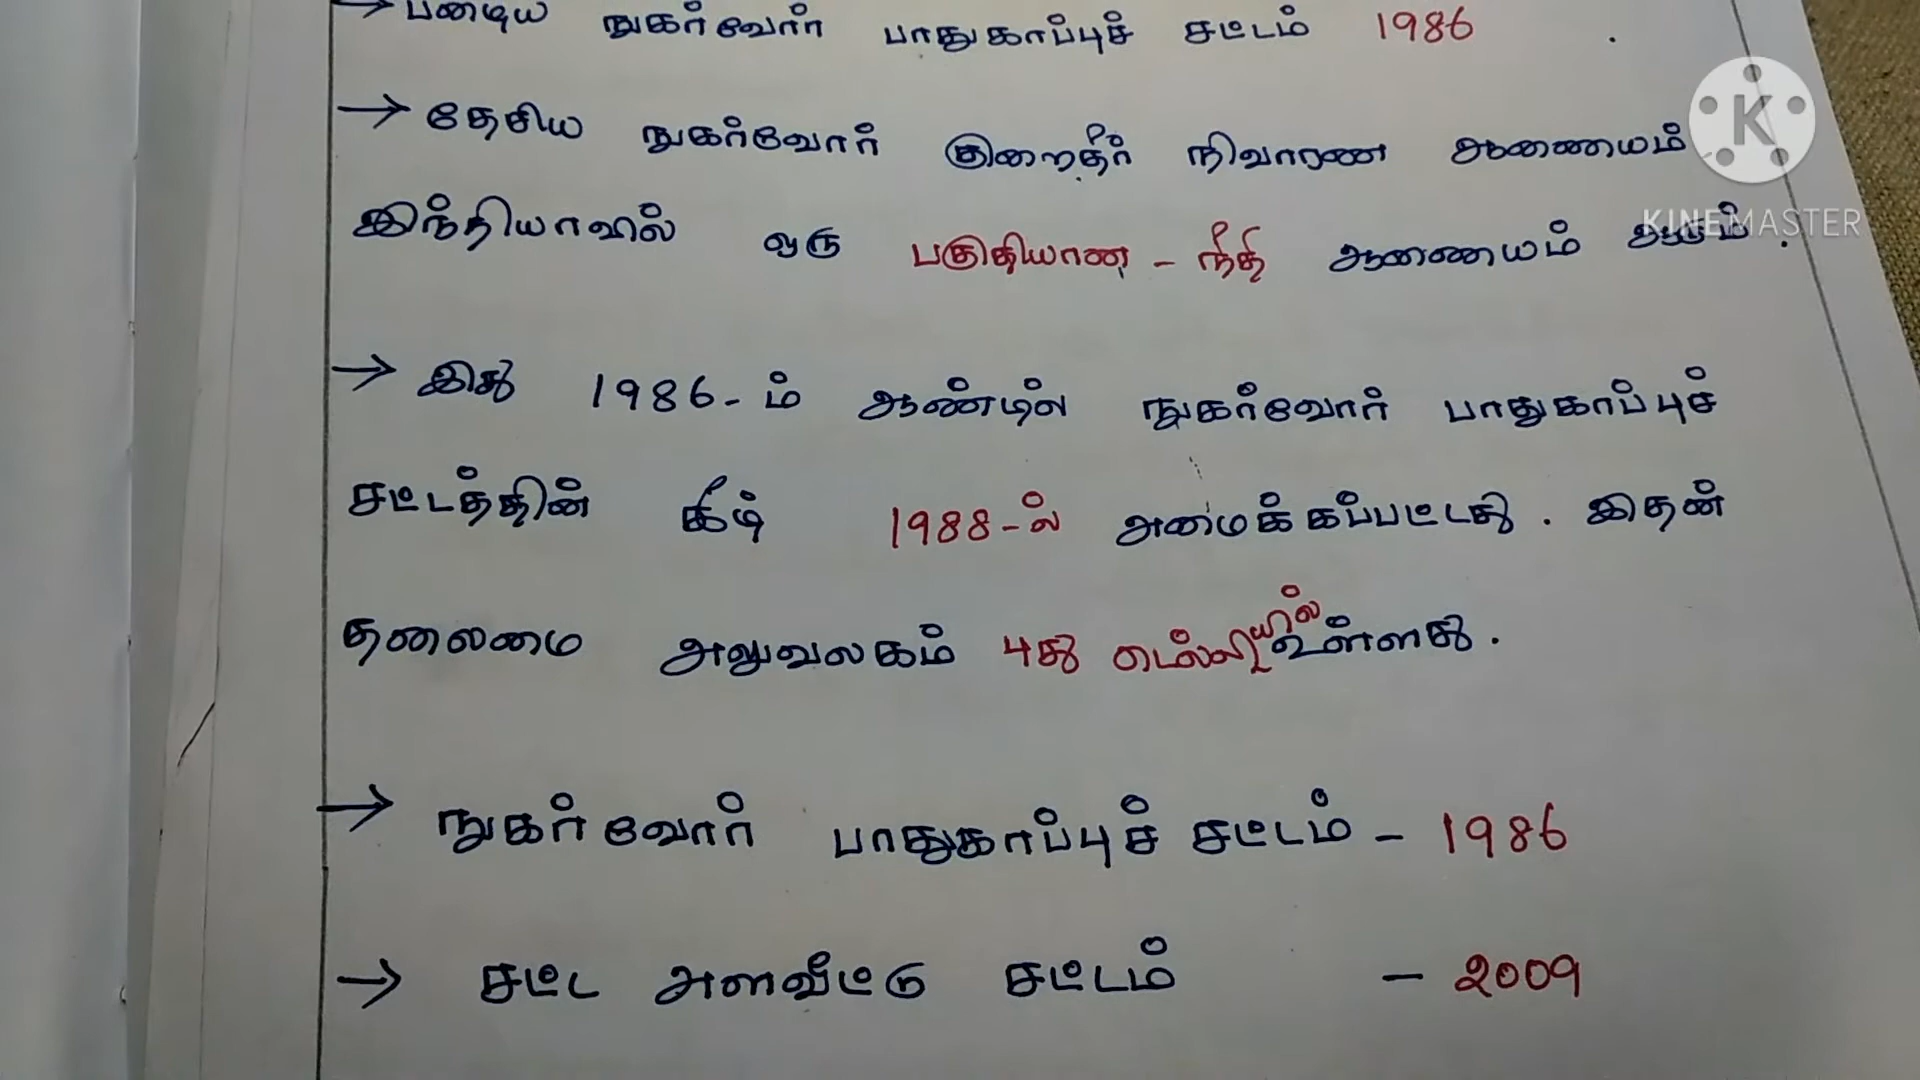 → பழைய நுகர்வோர் பாதுகாப்புச் சட்டம் 1986
→ தேசிய நுகர்வோர் குறைதீர் நிவாரண ஆணையம்
இந்தியாவில் ஒரு பகுதியான - நீதி ஆணையம் ஆகும்.
→ இது 1986-ம் ஆண்டில் நுகர்வோர் பாதுகாப்புச்
சட்டத்தின் கீழ் 1988-ல் அமைக்கப்பட்டது. இதன்
தலைமை அலுவலகம் புது டெல்லியில் உள்ளது.
→ நுகர்வோர் பாதுகாப்புச் சட்டம் - 1986
→ சட்ட அளவீட்டு சட்டம் - 2009
K
KINEMASTER